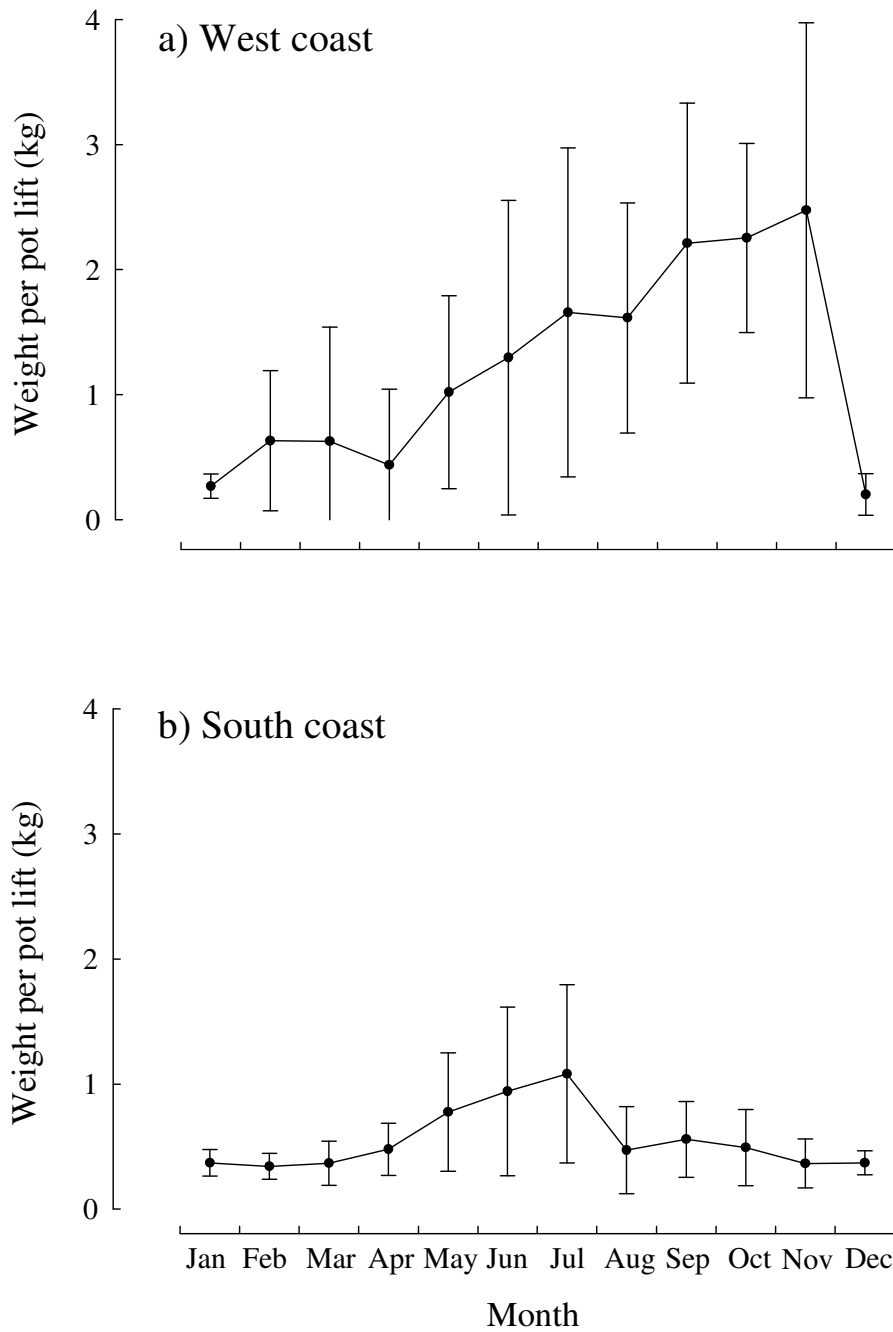 a) West coast
Weight per pot lift (kg)
4
3
2
1
0
b) South coast
Weight per pot lift (kg)
4
3
2
1
0
Jan Feb Mar Apr May Jun Jul Aug Sep Oct Nov Dec
Month